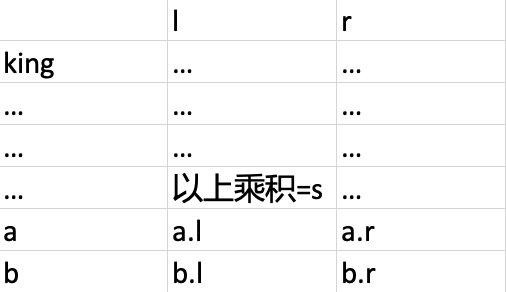 l r
king ... ...
... ... ...
... ... ...
... 以上乘积=s ...
a a.l a.r
b b.l b.r